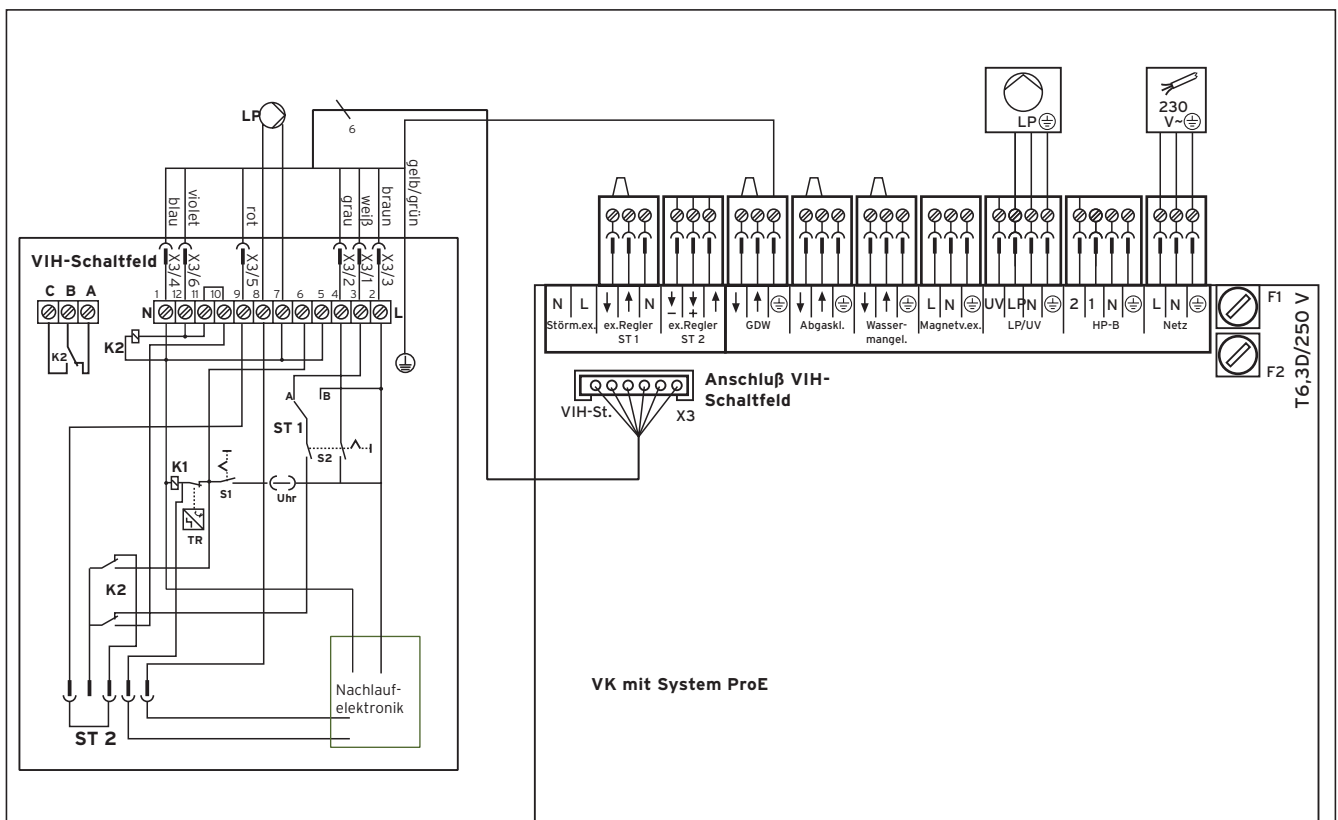 LP
6
LP
230
V~
blau
violet
rot
grau
weiß
braun
gelb/grün
X3/4
X3/6
X3/5
X3/2
X3/1
X3/3
VIH-Schaltfeld
C B A
1 12 11 10 9 8 7 6 5 4 3 2
N L
K2
K2
A B
ST 1
S2
K1
S1
Uhr
TR
K2
Nachlauf-
elektronik
ST 2
N L N L N UV LP N 2 1 N L N
- +
Störm.ex. ex.Regler ex.Regler GDW Abgaskl. Wasser- Magnetv.ex. LP/UV HP-B Netz
ST 1 ST 2 mangel.
F1
F2
T6,3D/250 V
Anschluß VIH-
Schaltfeld
VIH-St. X3
VK mit System ProE